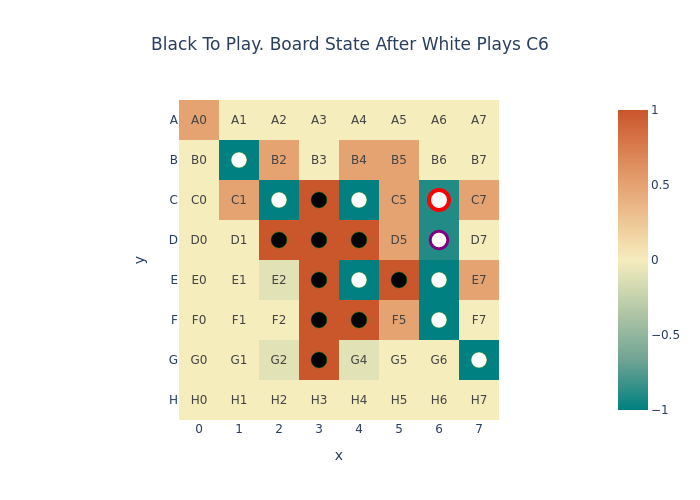 Black To Play. Board State After White Plays C6
A A0 A1 A2 A3 A4 A5 A6 A7
B B0 B2 B3 B4 B5 B6 B7
C C0 C1 C5 C7
D D0 D1 D5 D7
E E0 E1 E2 E7
F F0 F1 F2 F5 F7
G G0 G1 G2 G4 G5 G6
H H0 H1 H2 H3 H4 H5 H6 H7
0 1 2 3 4 5 6 7
x
y
1
0.5
0
−0.5
−1